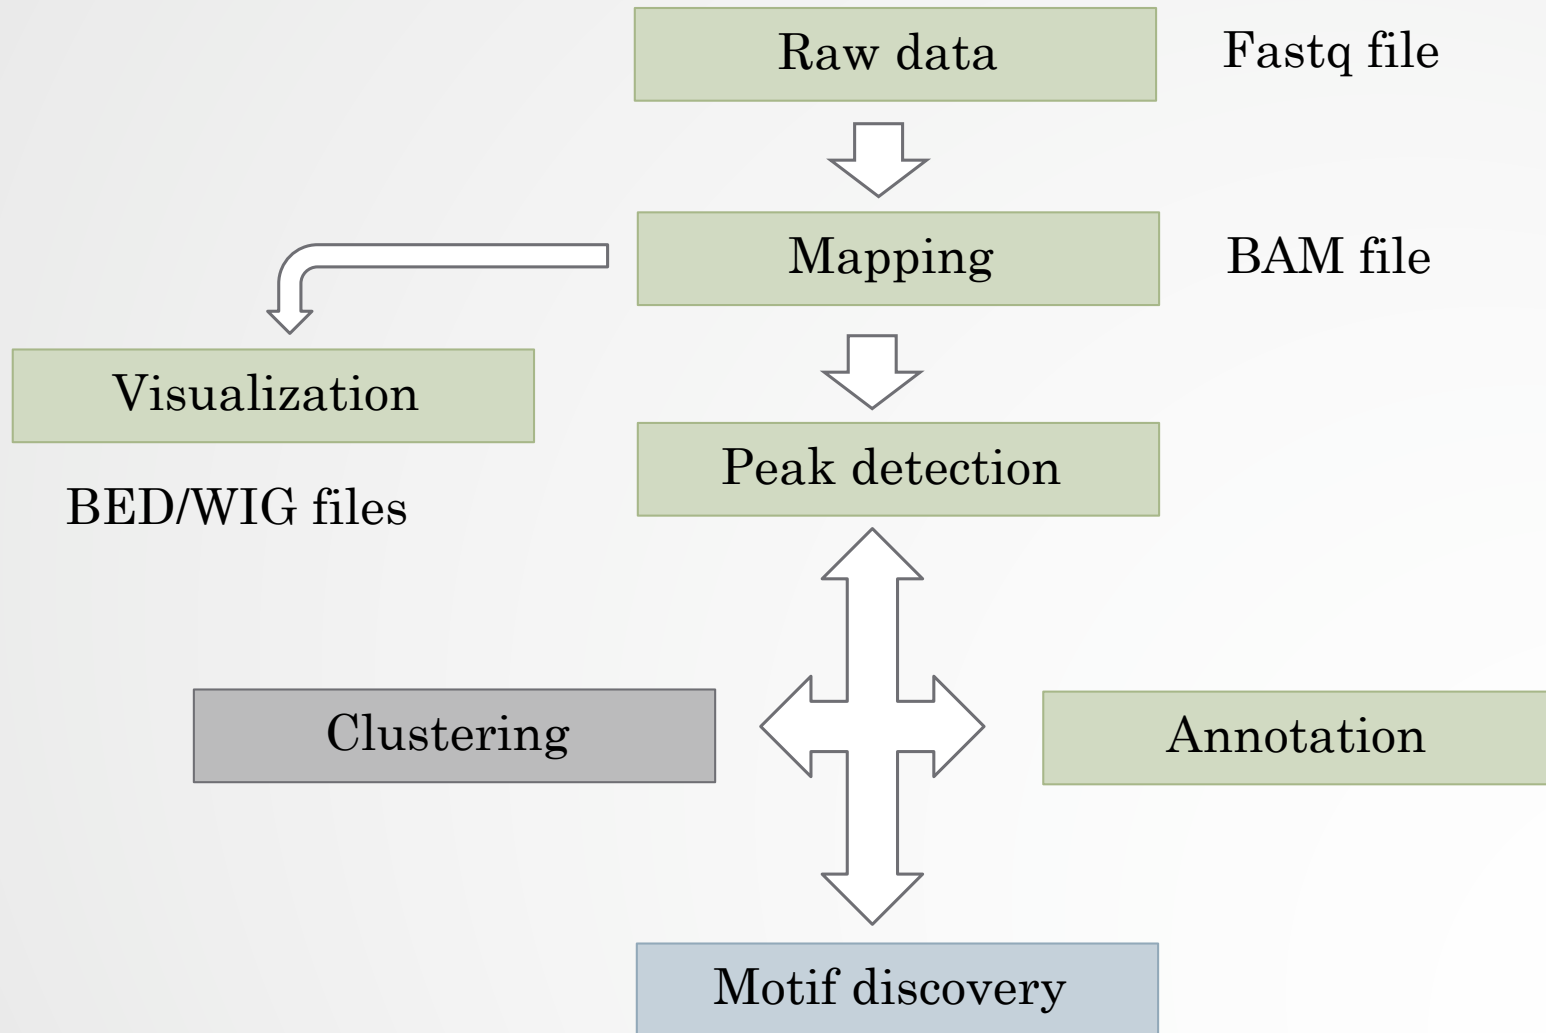 Raw data
Fastq file
Mapping
BAM file
Visualization
BED/WIG files
Peak detection
Clustering
Annotation
Motif discovery